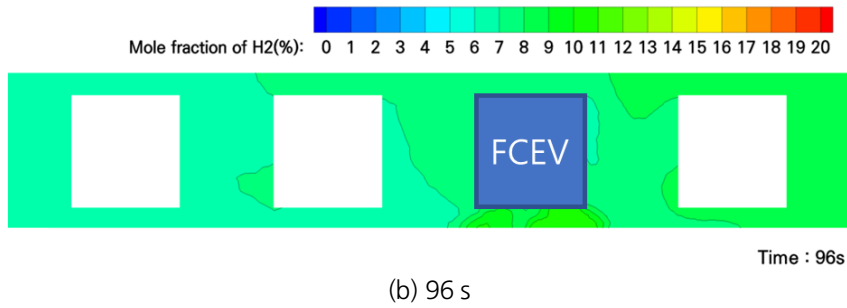 Mole fraction of H2(%): 0 1 2 3 4 5 6 7 8 9 10 11 12 13 14 15 16 17 18 19 20
FCEV
Time : 96s
(b) 96 s